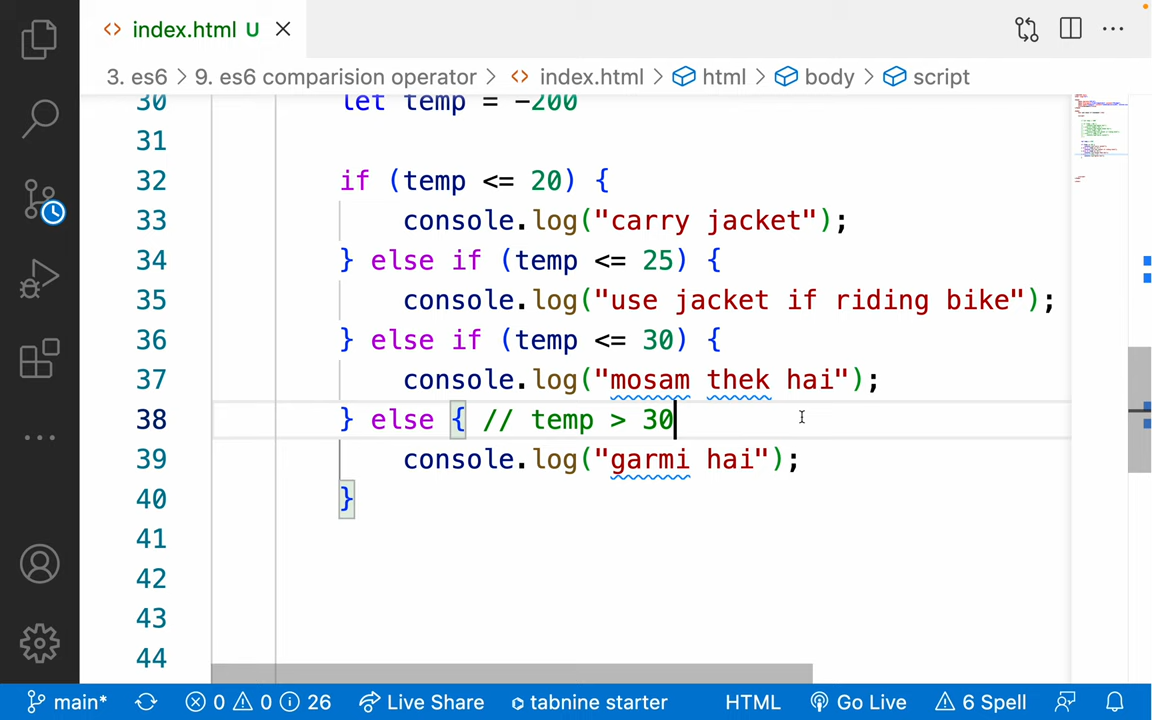 index.html U
3. es6 > 9. es6 comparision operator > index.html > html > body > script
30 let temp = -200
31
32 if (temp <= 20) {
33 console.log("carry jacket");
34 } else if (temp <= 25) {
35 console.log("use jacket if riding bike");
36 } else if (temp <= 30) {
37 console.log("mosam thek hai");
38 } else { // temp > 30
39 console.log("garmi hai");
40 }
41
42
43
44
main* 0 0 26 Live Share tabnine starter HTML Go Live 6 Spell